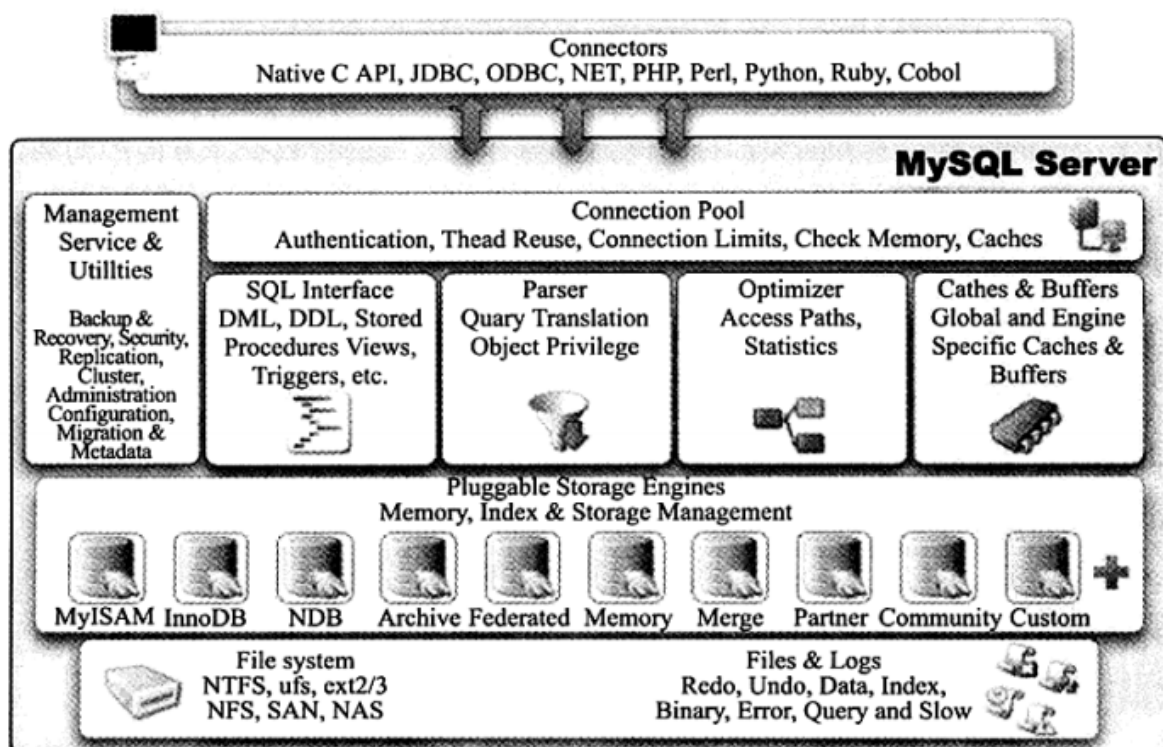 Connectors
Native C API, JDBC, ODBC, NET, PHP, Perl, Python, Ruby, Cobol
MySQL Server
Management
Service &
Utillties
Backup &
Recovery, Security,
Replication,
Cluster,
Administration
Configuration,
Migration &
Metadata
Connection Pool
Authentication, Thead Reuse, Connection Limits, Check Memory, Caches
SQL Interface
DML, DDL, Stored
Procedures Views,
Triggers, etc.
Parser
Quary Translation
Object Privilege
Optimizer
Access Paths,
Statistics
Cathes & Buffers
Global and Engine
Specific Caches &
Buffers
Pluggable Storage Engines
Memory, Index & Storage Management
MyISAM InnoDB NDB Archive Federated Memory Merge Partner Community Custom
File system
NTFS, ufs, ext2/3
NFS, SAN, NAS
Files & Logs
Redo, Undo, Data, Index,
Binary, Error, Query and Slow